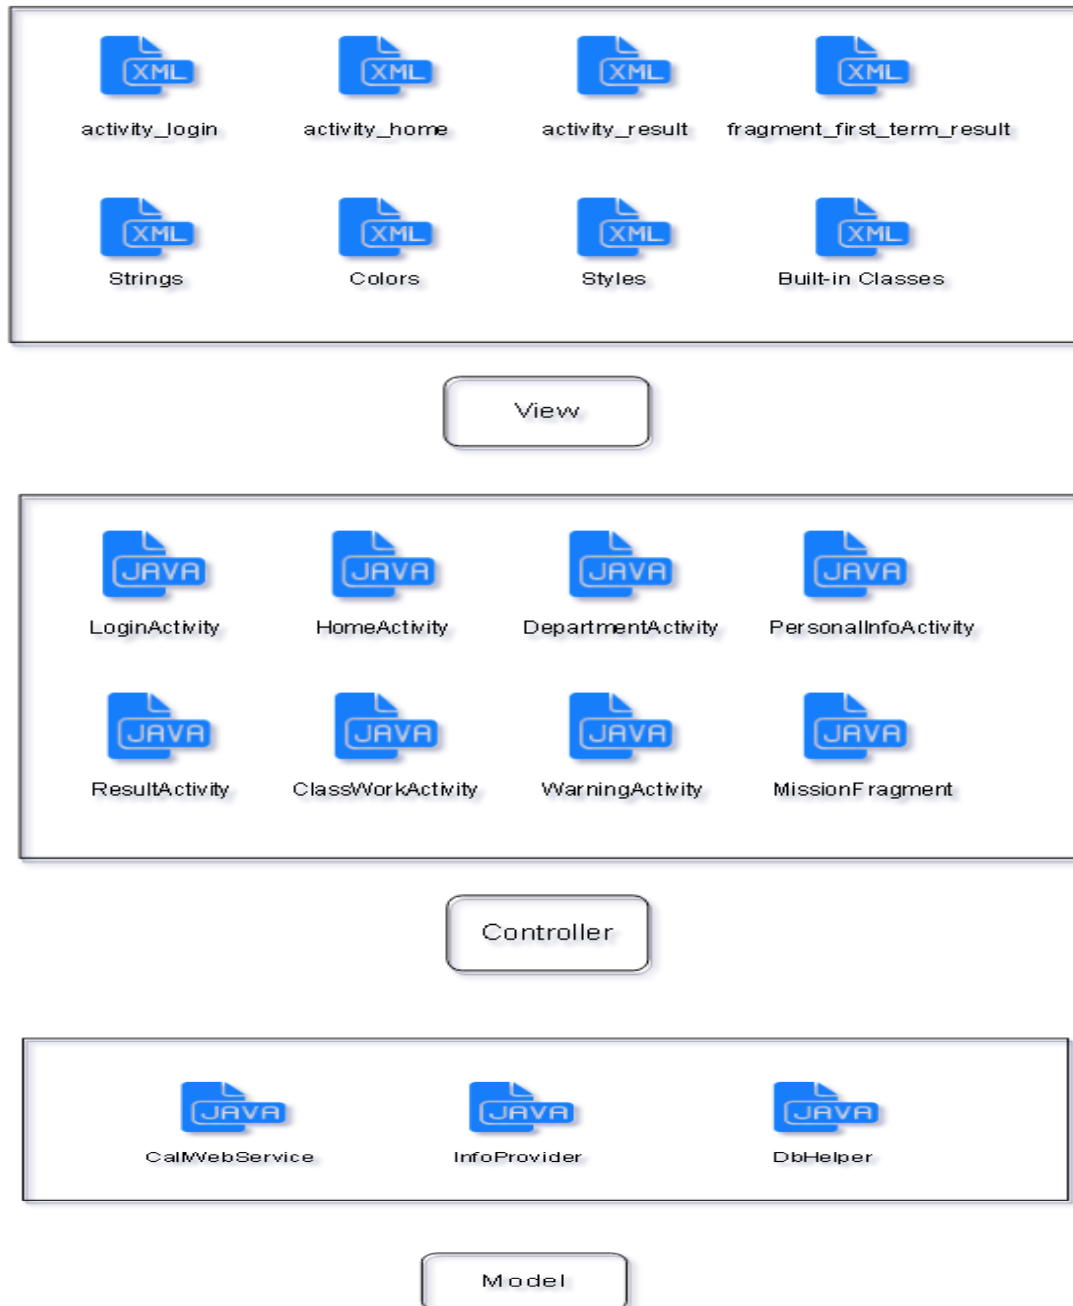 XML XML XML XML
activity_login activity_home activity_result fragment_first_term_result
XML XML XML XML
Strings Colors Styles Built-in Classes
View
JAVA JAVA JAVA JAVA
LoginActivity HomeActivity DepartmentActivity PersonalInfoActivity
JAVA JAVA JAVA JAVA
ResultActivity ClassWorkActivity WarningActivity MissionFragment
Controller
JAVA JAVA JAVA
CallWebService InfoProvider DbHelper
Model